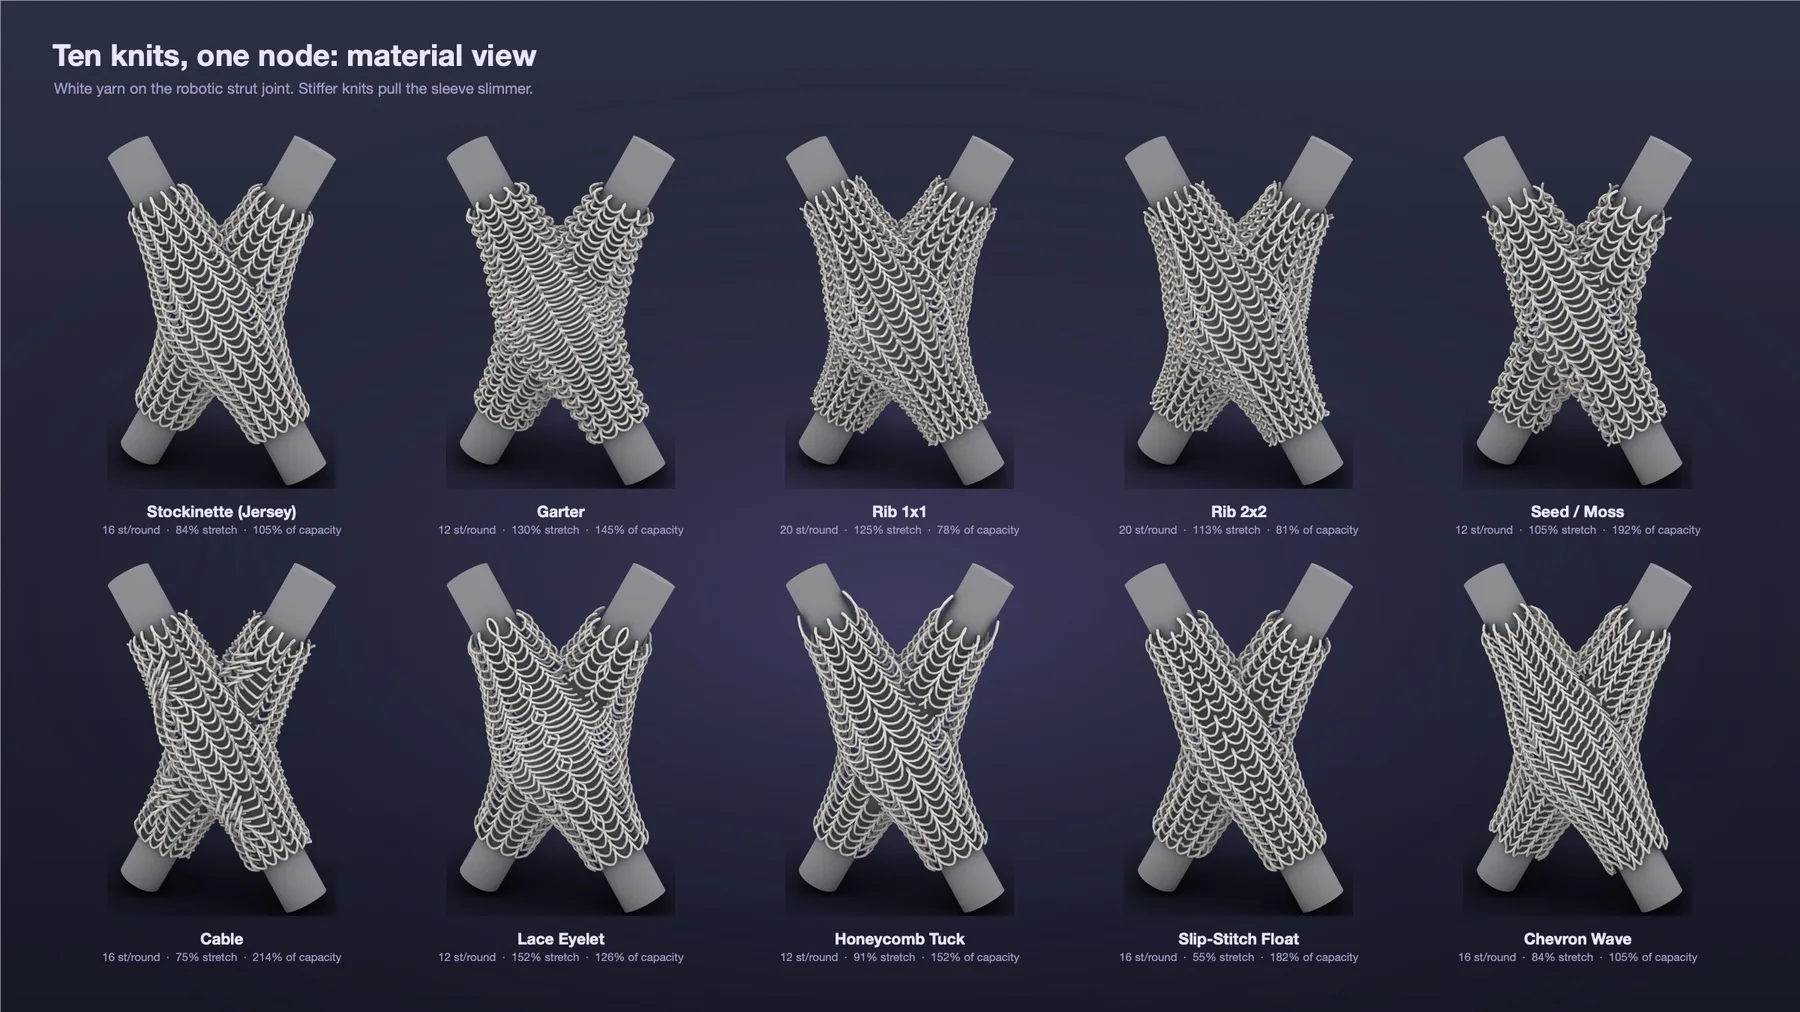 Ten knits, one node: material view
White yarn on the robotic strut joint. Stiffer knits pull the sleeve slimmer.
Stockinette (Jersey)
16 st/round · 84% stretch · 105% of capacity
Garter
12 st/round · 130% stretch · 145% of capacity
Rib 1x1
20 st/round · 125% stretch · 78% of capacity
Rib 2x2
20 st/round · 113% stretch · 81% of capacity
Seed / Moss
12 st/round · 105% stretch · 192% of capacity
Cable
16 st/round · 75% stretch · 214% of capacity
Lace Eyelet
12 st/round · 152% stretch · 126% of capacity
Honeycomb Tuck
12 st/round · 91% stretch · 152% of capacity
Slip-Stitch Float
16 st/round · 55% stretch · 182% of capacity
Chevron Wave
16 st/round · 84% stretch · 105% of capacity